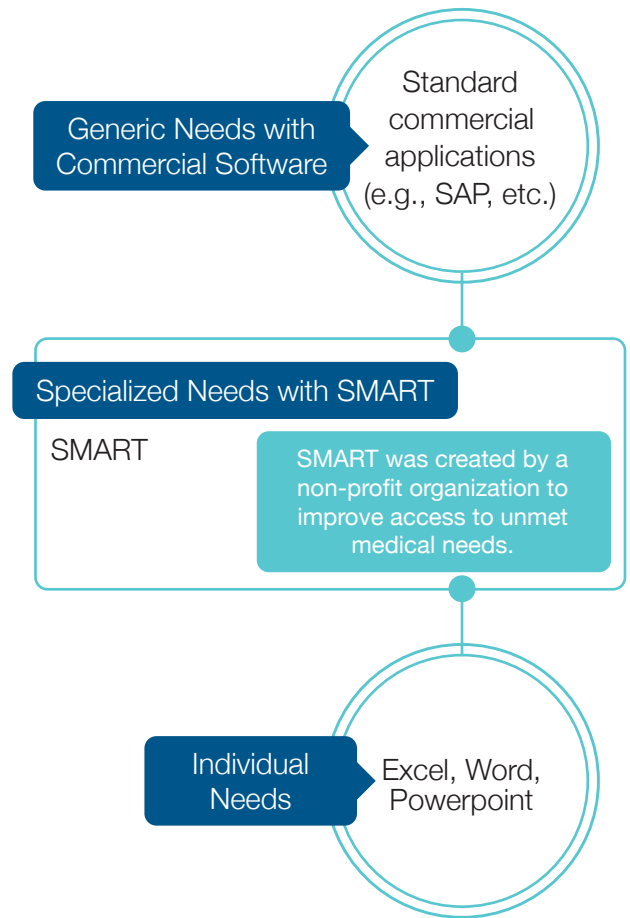 Generic Needs with
Commercial Software
Standard
commercial
applications
(e.g., SAP, etc.)
Specialized Needs with SMART
SMART
SMART was created by a
non-profit organization to
improve access to unmet
medical needs.
Individual
Needs
Excel, Word,
Powerpoint